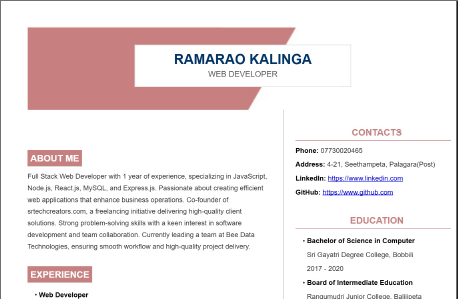 RAMARAO KALINGA
WEB DEVELOPER
ABOUT ME
Full Stack Web Developer with 1 year of experience, specializing in JavaScript,
Node.js, React.js, MySQL, and Express.js. Passionate about creating efficient
web applications that enhance business operations. Co-founder of
srtechcreators.com, a freelancing initiative delivering high-quality client
solutions. Strong problem-solving skills with a keen interest in software
development and team collaboration. Currently leading a team at Bee Data
Technologies, ensuring smooth workflow and high-quality project delivery.
EXPERIENCE
• Web Developer
CONTACTS
Phone: 07730020465
Address: 4-21, Seethampeta, Palagara(Post)
LinkedIn: https://www.linkedin.com
GitHub: https://www.github.com
EDUCATION
• Bachelor of Science in Computer
Sri Gayatri Degree College, Bobbili
2017 - 2020
• Board of Intermediate Education
Rangumudri Junior College, Ballipeta